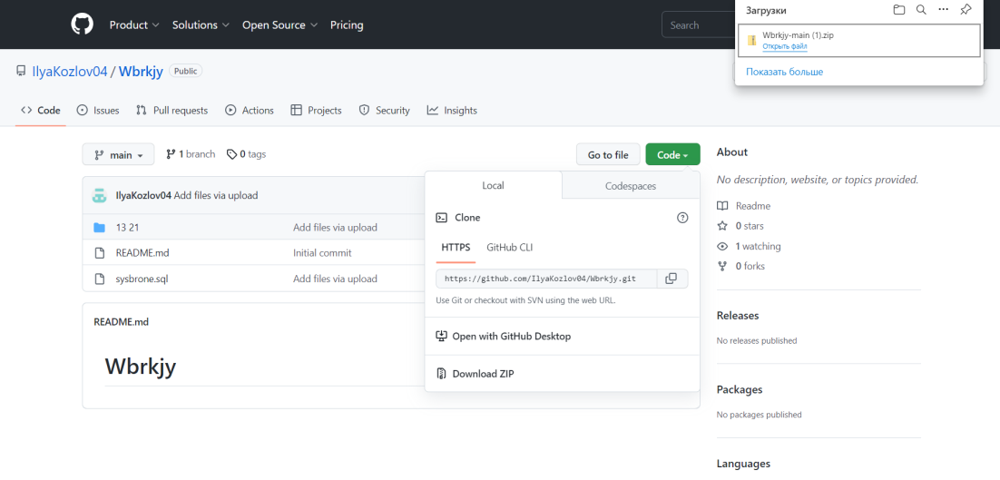 Product Solutions Open Source Pricing
Search
Загрузки
Wbrkjy-main (1).zip
Открыть файл
Показать больше
IlyaKozlov04 / Wbrkjy Public
Code Issues Pull requests Actions Projects Security Insights
main 1 branch 0 tags Go to file Code
IlyaKozlov04 Add files via upload
13 21 Add files via upload
README.md Initial commit
sysbrone.sql Add files via upload
README.md
Wbrkjy
Local Codespaces
Clone
HTTPS GitHub CLI
https://github.com/IlyaKozlov04/Wbrkjy.git
Use Git or checkout with SVN using the web URL.
Open with GitHub Desktop
Download ZIP
About
No description, website, or topics provided.
Readme
0 stars
1 watching
0 forks
Releases
No releases published
Packages
No packages published
Languages